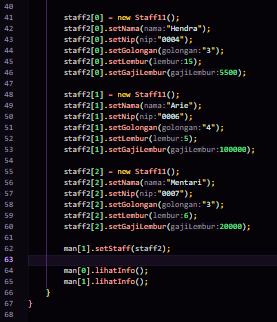 40
41 staff2[0] = new Staff11();
42 staff2[0].setNama(nama:"Hendra");
43 staff2[0].setNip(nip:"0004");
44 staff2[0].setGolongan(golongan:"3");
45 staff2[0].setLembur(lembur:15);
46 staff2[0].setGajiLembur(gajiLembur:5500);
47
48 staff2[1] = new Staff11();
49 staff2[1].setNama(nama:"Arie");
50 staff2[1].setNip(nip:"0006");
51 staff2[1].setGolongan(golongan:"4");
52 staff2[1].setLembur(lembur:5);
53 staff2[1].setGajiLembur(gajiLembur:100000);
54
55 staff2[2] = new Staff11();
56 staff2[2].setNama(nama:"Mentari");
57 staff2[2].setNip(nip:"0007");
58 staff2[2].setGolongan(golongan:"3");
59 staff2[2].setLembur(lembur:6);
60 staff2[2].setGajiLembur(gajiLembur:20000);
61
62 man[1].setStaff(staff2);
63
64 man[0].lihatInfo();
65 man[1].lihatInfo();
66 }
67 }
68